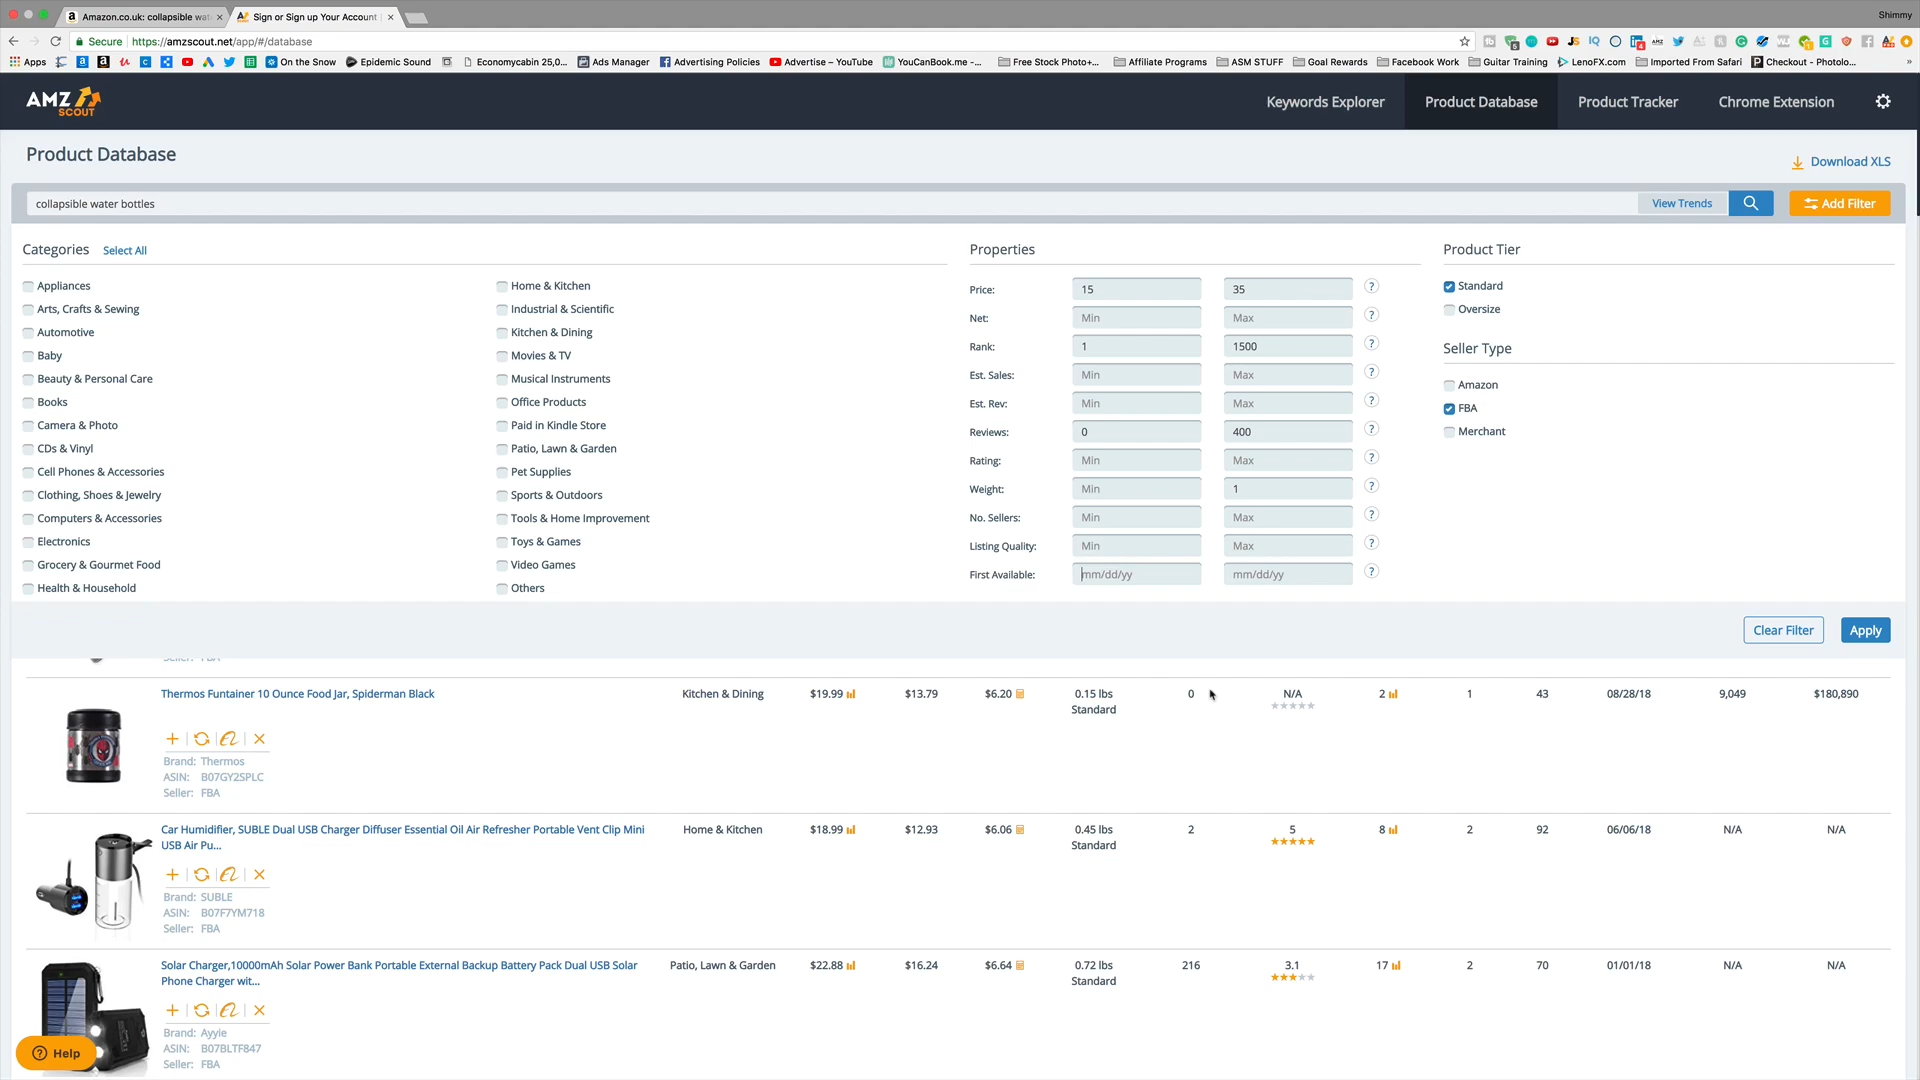 Shimmy
Amazon.co.uk: collapsible wat
Sign or Sign up Your Account
Secure https://amzscout.net/app/#/database
Apps On the Show Epidemic Sound Economycabin 25,0... Ads Manager Advertising Policies Advertise – YouTube YouCanBook.me -... Free Stock Photo+... Affiliate Programs ASM STUFF Goal Rewards Facebook Work Guitar Training LenoFX.com Imported From Safari Checkout - Photolo... »
AMZ SCOUT
Keywords Explorer Product Database Product Tracker Chrome Extension
Product Database
Download XLS
collapsible water bottles View Trends Add Filter
Categories Select All Properties Product Tier
Appliances Home & Kitchen Price: 15 35 ? Standard
Arts, Crafts & Sewing Industrial & Scientific Net: Min Max ? Oversize
Automotive Kitchen & Dining Rank: 1 1500 ? Seller Type
Baby Movies & TV Est. Sales: Min Max ? Amazon
Beauty & Personal Care Musical Instruments Est. Rev: Min Max ? FBA
Books Office Products Reviews: 0 400 ? Merchant
Camera & Photo Paid in Kindle Store Rating: Min Max ?
CDs & Vinyl Patio, Lawn & Garden Weight: Min 1 ?
Cell Phones & Accessories Pet Supplies No. Sellers: Min Max ?
Clothing, Shoes & Jewelry Sports & Outdoors Listing Quality: Min Max ?
Computers & Accessories Tools & Home Improvement First Available: mm/dd/yy mm/dd/yy ?
Electronics Toys & Games
Grocery & Gourmet Food Video Games
Health & Household Others
Clear Filter Apply
Thermos Funtainer 10 Ounce Food Jar, Spiderman Black Kitchen & Dining $19.99 $13.79 $6.20 0.15 lbs 0 N/A 2 1 43 08/28/18 9,049 $180,890
Standard
Brand: Thermos
ASIN: B07GY2SPLC
Seller: FBA
Car Humidifier, SUBLE Dual USB Charger Diffuser Essential Oil Air Refresher Portable Vent Clip Mini Home & Kitchen $18.99 $12.93 $6.06 0.45 lbs 2 5 8 2 92 06/06/18 N/A N/A
USB Air Pu... Standard
Brand: SUBLE
ASIN: B07F7YM718
Seller: FBA
Solar Charger,10000mAh Solar Power Bank Portable External Backup Battery Pack Dual USB Solar Patio, Lawn & Garden $22.88 $16.24 $6.64 0.72 lbs 216 3.1 17 2 70 01/01/18 N/A N/A
Phone Charger wit... Standard
Brand: Ayyie
ASIN: B07BLTF847
Seller: FBA
? Help